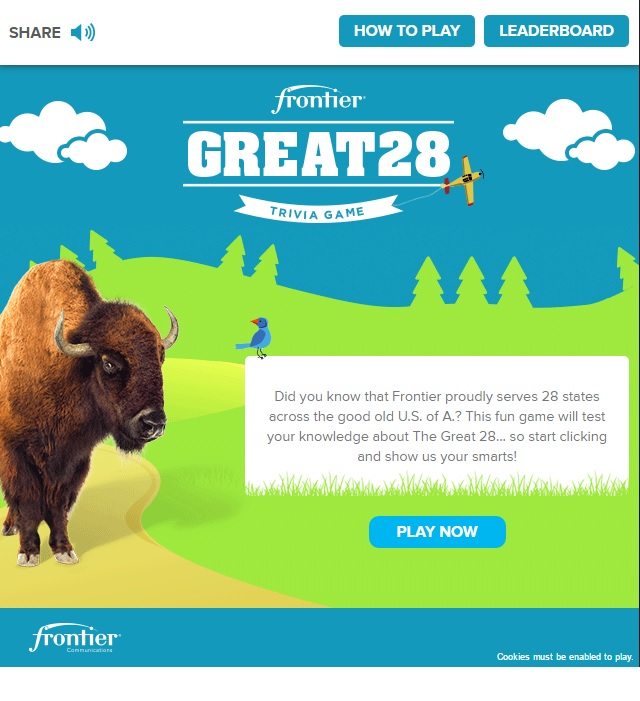 SHARE
HOW TO PLAY
LEADERBOARD
frontier
GREAT28
TRIVIA GAME
Did you know that Frontier proudly serves 28 states
across the good old U.S. of A.? This fun game will test
your knowledge about The Great 28... so start clicking
and show us your smarts!
PLAY NOW
frontier
Communications
Cookies must be enabled to play.